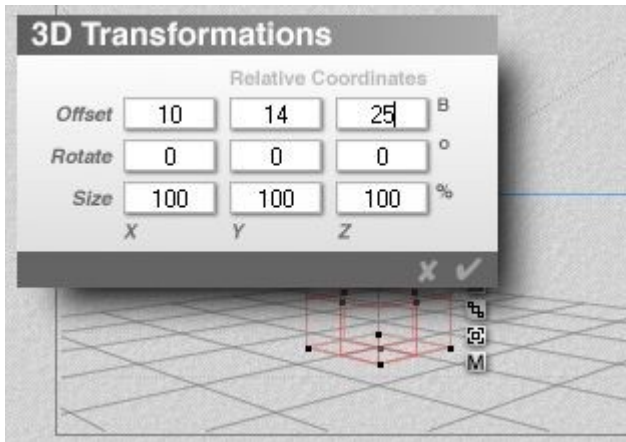 3D Transformations
Relative Coordinates
Offset 10 14 25 B
Rotate 0 0 0 °
Size 100 100 100 %
X Y Z
M